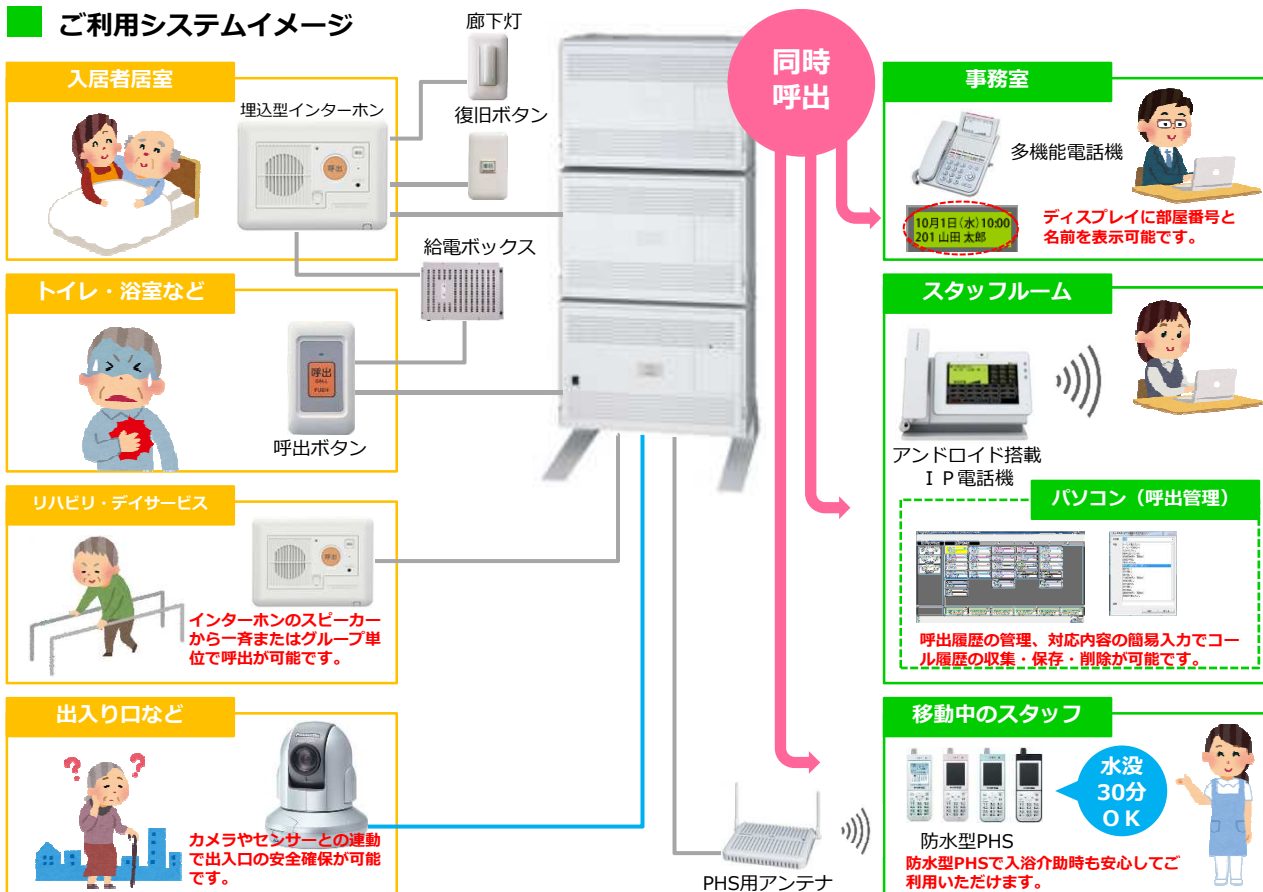 ご利用システムイメージ
廊下灯
復旧ボタン
入居者居室
埋込型インターホン
呼出
給電ボックス
トイレ・浴室など
呼出
CALL
PUSH
呼出ボタン
リハビリ・デイサービス
呼出
インターホンのスピーカー
から一斉またはグループ単
位で呼出が可能です。
出入り口など
Panasonic
カメラやセンサーとの連動
で出入口の安全確保が可能
です。
同時
呼出
PHS用アンテナ
事務室
多機能電話機
10月1日(水)10:00
201 山田 太郎
ディスプレイに部屋番号と
名前を表示可能です。
スタッフルーム
アンドロイド搭載
ＩＰ電話機
パソコン（呼出管理）
呼出履歴の管理、対応内容の簡易入力でコー
ル履歴の収集・保存・削除が可能です。
移動中のスタッフ
水没
30分
ＯＫ
防水型PHS
防水型PHSで入浴介助時も安心してご
利用いただけます。